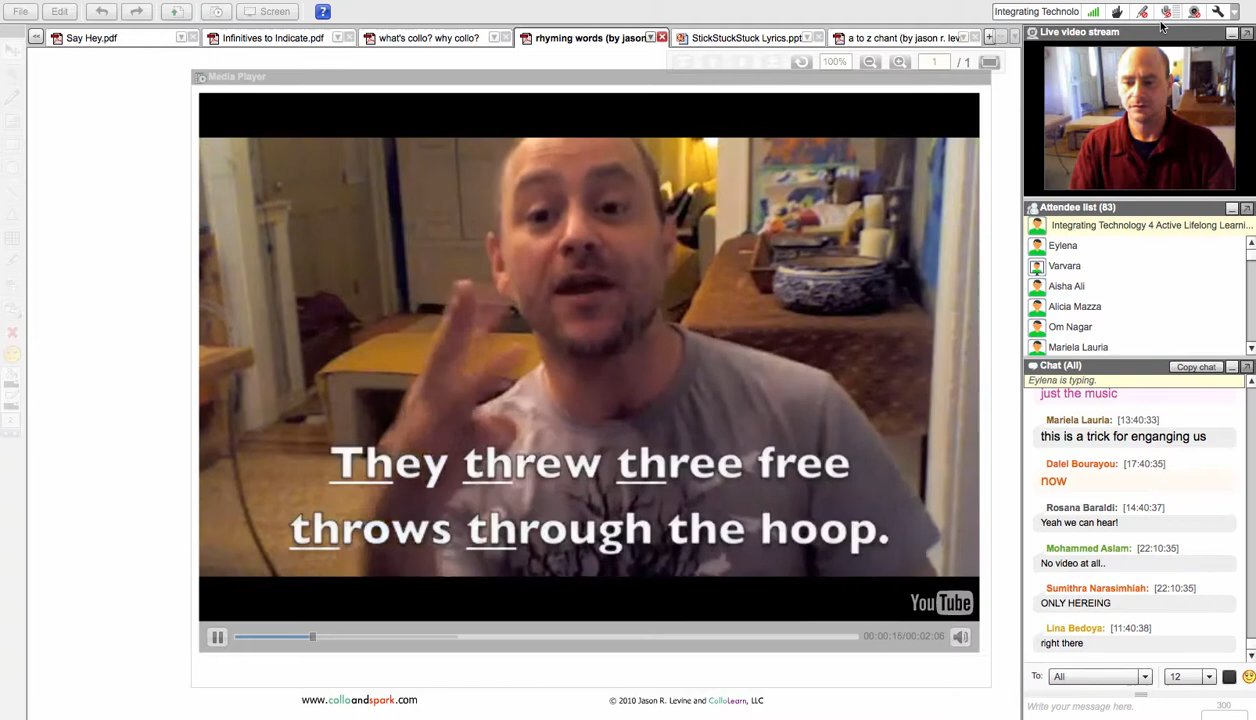 File
Edit
Screen
?
Integrating Technolo
<<
Say Hey.pdf
Infinitives to Indicate.pdf
what's collo? why collo?
rhyming words (by jason
StickStuckStuck Lyrics.ppt
a to z chant (by jason r. lev
Media Player
100%
1 / 1
They threw three free
throws through the hoop.
YouTube
00:00:15/00:02:06
www.colloandspark.com
© 2010 Jason R. Levine and ColloLearn, LLC
Live video stream
Attendee list (83)
Integrating Technology 4 Active Lifelong Learni...
Eylena
Varvara
Aisha Ali
Alicia Mazza
Om Nagar
Mariela Lauria
Chat (All)
Copy chat
Eylena is typing.
just the music
Mariela Lauria: [13:40:33]
this is a trick for enganging us
Dalel Bourayou: [17:40:35]
now
Rosana Baraldi: [14:40:37]
Yeah we can hear!
Mohammed Aslam: [22:10:35]
No video at all..
Sumithra Narasimhiah: [22:10:35]
ONLY HEREING
Lina Bedoya: [11:40:38]
right there
To: All
12
Write your message here.
300